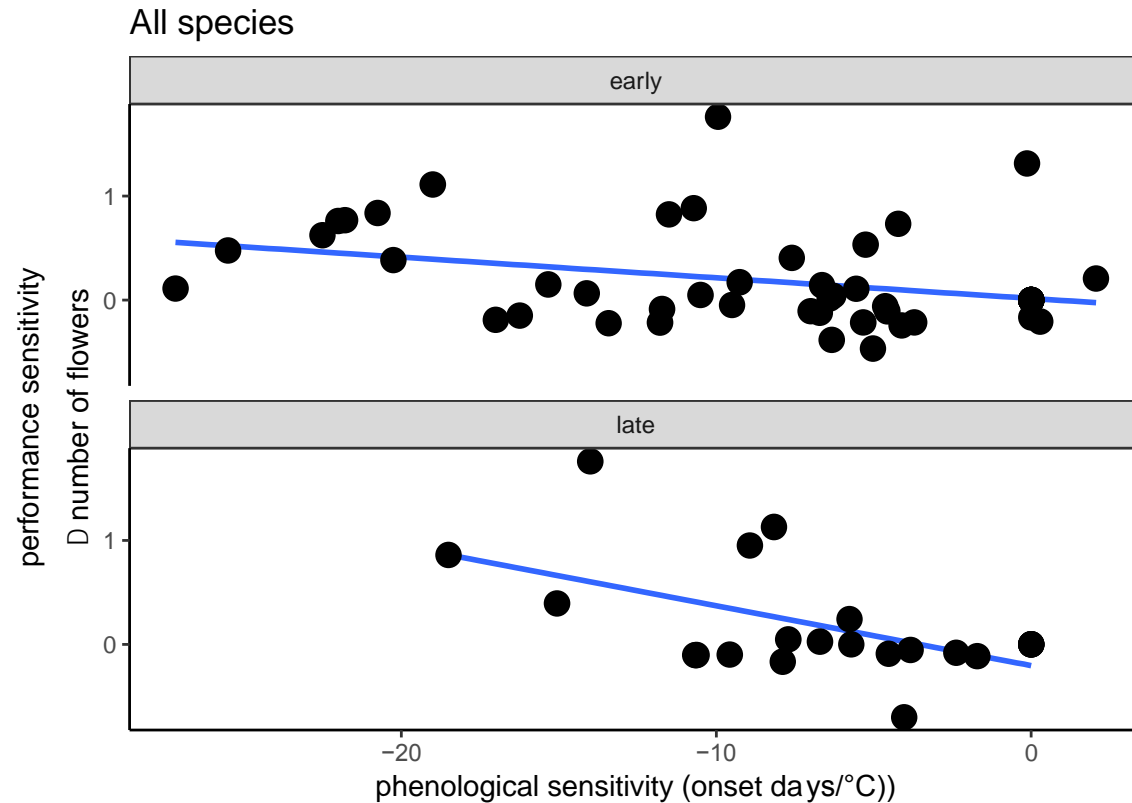 All species
early
1
0
late
1
0
−20
−10
0
phenological sensitivity (onset days/°C))
performance sensitivity
D number of flowers